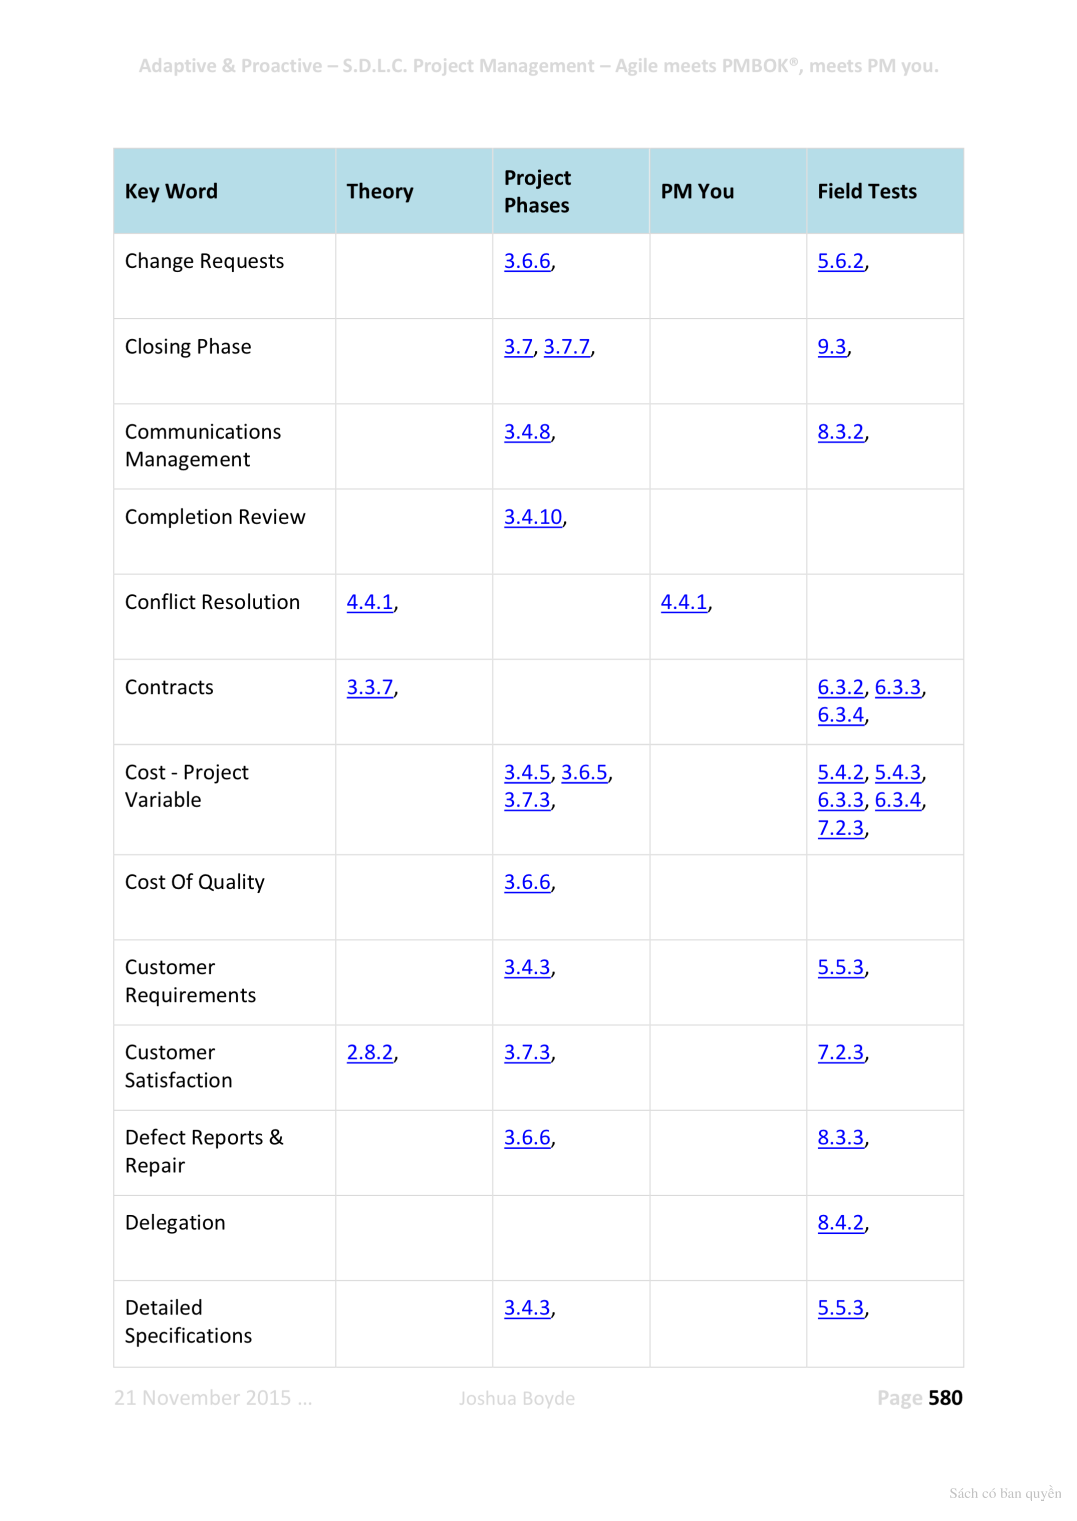 Adaptive & Proactive – S.D.L.C. Project Management – Agile meets PMBOK®, meets PM you.
Key Word Theory Project Phases PM You Field Tests
Change Requests 3.6.6, 5.6.2,
Closing Phase 3.7, 3.7.7, 9.3,
Communications 3.4.8, 8.3.2,
Management
Completion Review 3.4.10,
Conflict Resolution 4.4.1, 4.4.1,
Contracts 3.3.7, 6.3.2, 6.3.3,
6.3.4,
Cost - Project 3.4.5, 3.6.5, 5.4.2, 5.4.3,
Variable 3.7.3, 6.3.3, 6.3.4,
7.2.3,
Cost Of Quality 3.6.6,
Customer 3.4.3, 5.5.3,
Requirements
Customer 2.8.2, 3.7.3, 7.2.3,
Satisfaction
Defect Reports & 3.6.6, 8.3.3,
Repair
Delegation 8.4.2,
Detailed 3.4.3, 5.5.3,
Specifications
21 November 2015 ... Joshua Boyde Page 580
Sách có bản quyền